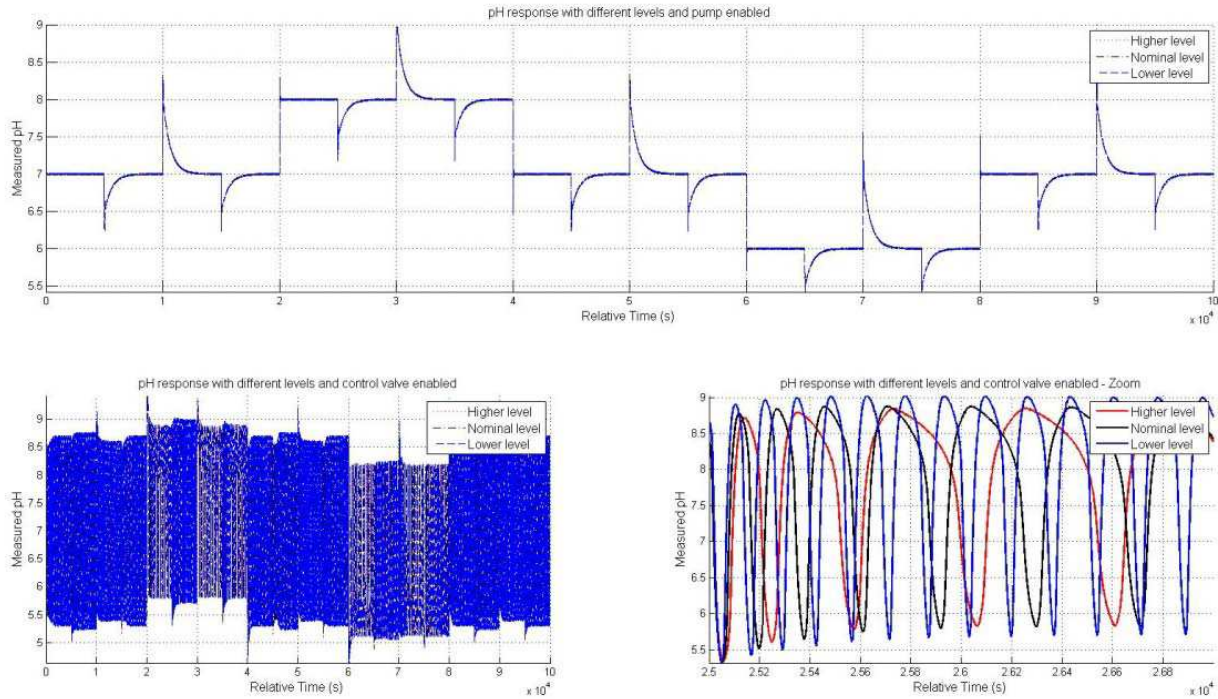 pH response with different levels and pump enabled
Higher level
Nominal level
Lower level
Measured pH
9
8.5
8
7.5
7
6.5
6
5.5
0 1 2 3 4 5 6 7 8 9 10
Relative Time (s)
x 10^4
pH response with different levels and control valve enabled
Higher level
Nominal level
Lower level
Measured pH
9
8.5
8
7.5
7
6.5
6
5.5
5
0 1 2 3 4 5 6 7 8 9 10
Relative Time (s)
x 10^4
pH response with different levels and control valve enabled - Zoom
Higher level
Nominal level
Lower level
Measured pH
9
8.5
8
7.5
7
6.5
6
5.5
2.5 2.52 2.54 2.56 2.58 2.6 2.62 2.64 2.66 2.68
Relative Time (s)
x 10^4